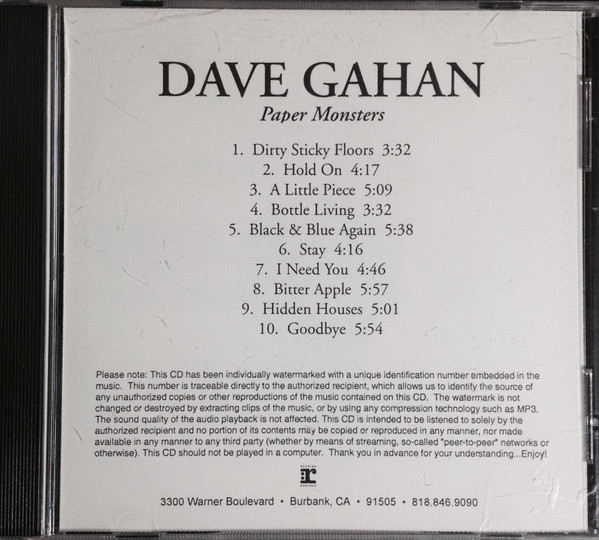 DAVE GAHAN
Paper Monsters
1. Dirty Sticky Floors 3:32
2. Hold On 4:17
3. A Little Piece 5:09
4. Bottle Living 3:32
5. Black & Blue Again 5:38
6. Stay 4:16
7. I Need You 4:46
8. Bitter Apple 5:57
9. Hidden Houses 5:01
10. Goodbye 5:54
Please note: This CD has been individually watermarked with a unique identification number embedded in the
music. This number is traceable directly to the authorized recipient, which allows us to identify the source of
any unauthorized copies or other reproductions of the music contained on this CD. The watermark is not
changed or destroyed by extracting clips of the music, or by using any compression technology such as MP3.
The sound quality of the audio playback is not affected. This CD is intended to be listened to solely by the
authorized recipient and no portion of its contents may be copied or reproduced in any manner, nor made
available in any manner to any third party (whether by means of streaming, so-called "peer-to-peer" networks or
otherwise). This CD should not be played in a computer. Thank you in advance for your understanding...Enjoy!
r
3300 Warner Boulevard • Burbank, CA • 91505 • 818.846.9090